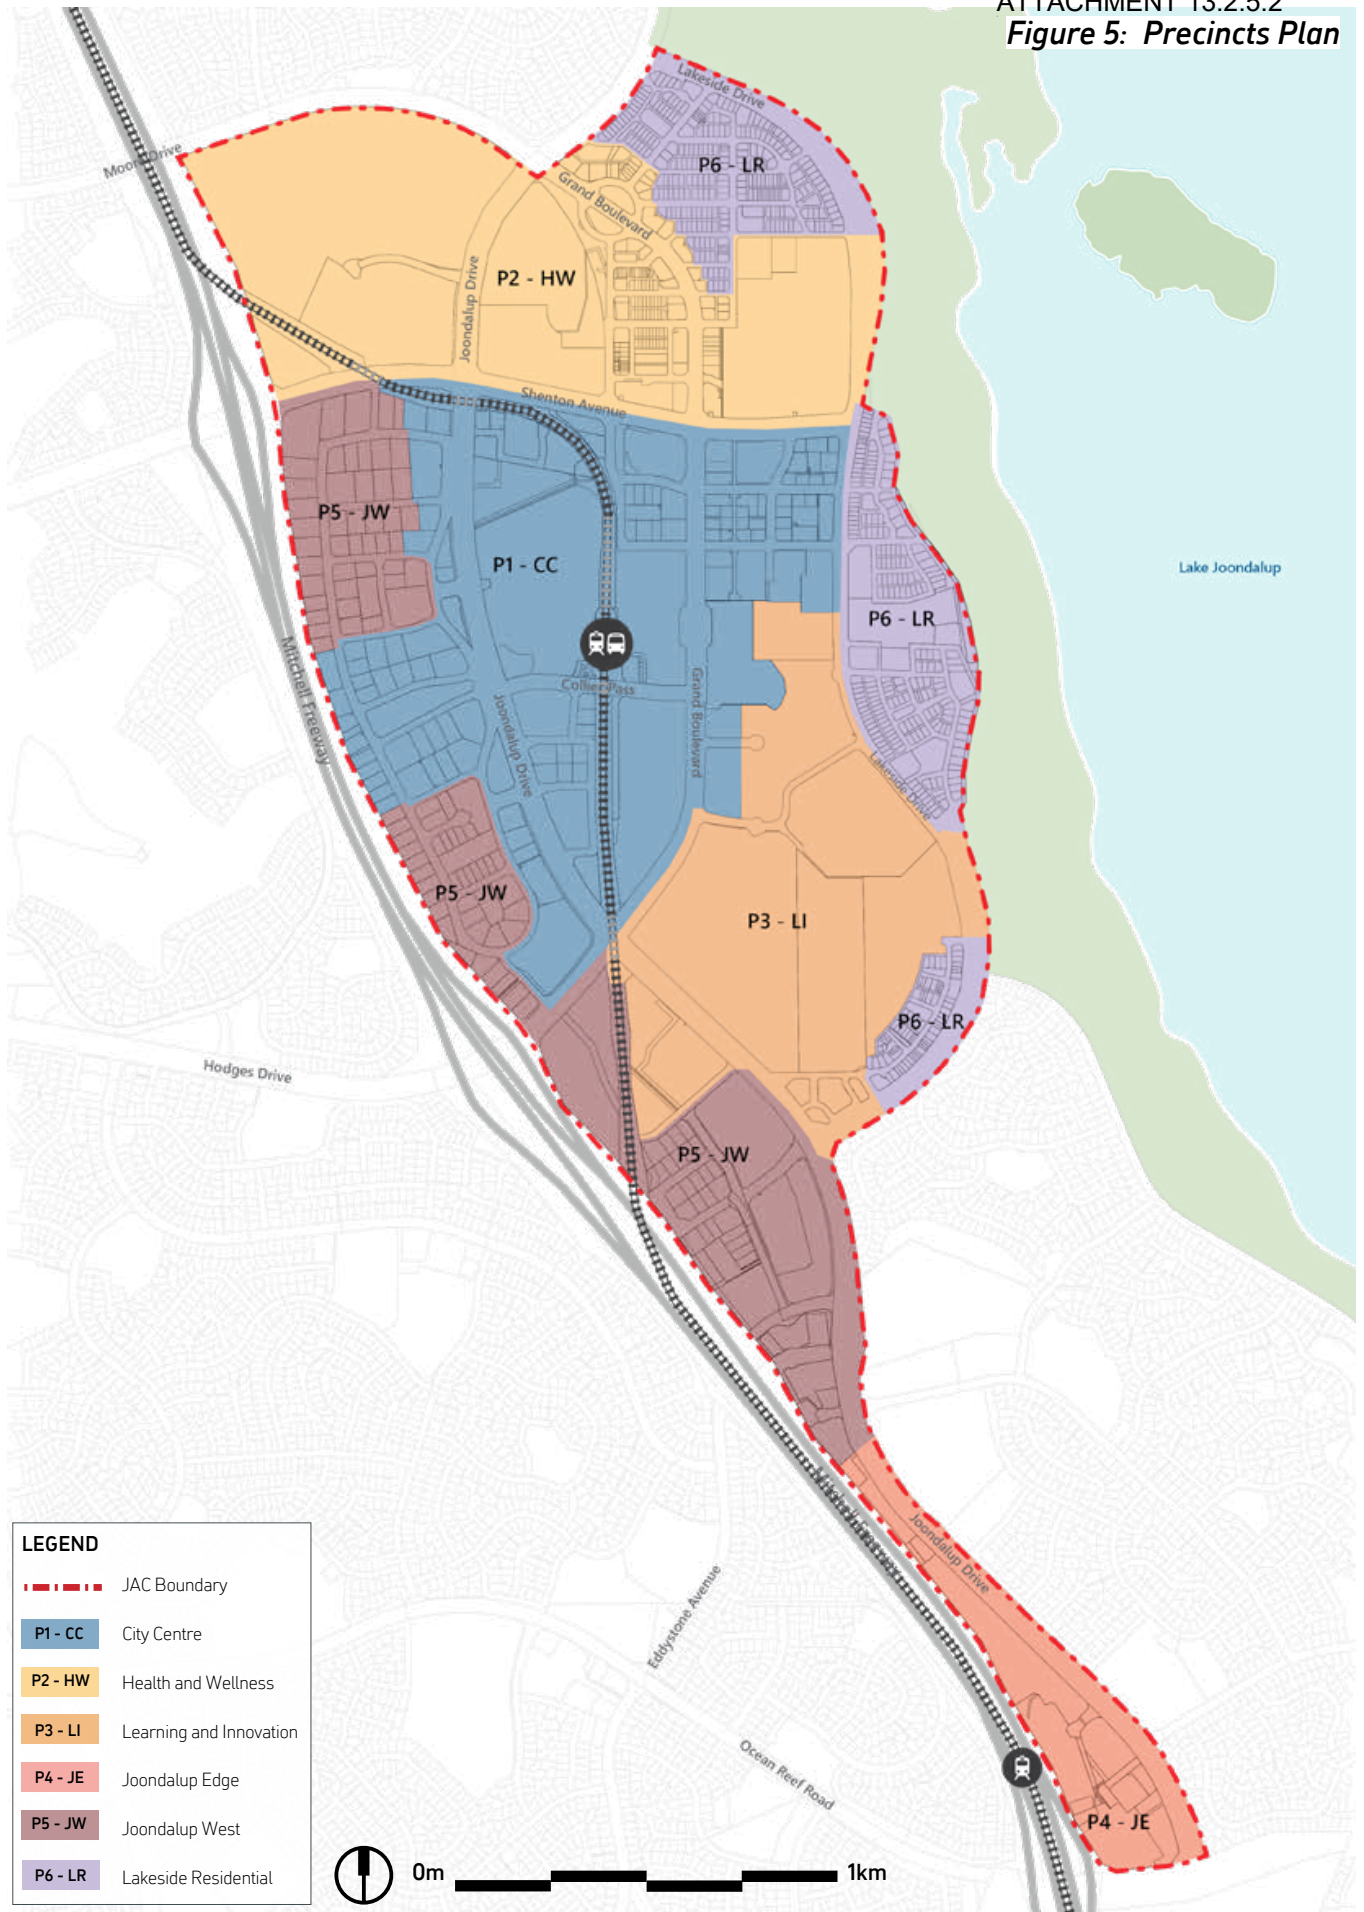 ATTACHMENT 13.2.5.2
Figure 5: Precincts Plan
Lakeside Drive
Moore Drive
P6 - LR
Grand Boulevard
P2 - HW
Joondalup Drive
Shenton Avenue
P5 - JW
P1 - CC
Lake Joondalup
P6 - LR
Mitchell Freeway
Collier Pass
Grand Boulevard
Joondalup Drive
Lakeside Drive
P5 - JW
P3 - LI
P6 - LR
Hodges Drive
P5 - JW
Mitchell Freeway
Joondalup Drive
Eddystone Avenue
Ocean Reef Road
P4 - JE
LEGEND
JAC Boundary
P1 - CC City Centre
P2 - HW Health and Wellness
P3 - LI Learning and Innovation
P4 - JE Joondalup Edge
P5 - JW Joondalup West
P6 - LR Lakeside Residential
0m 1km